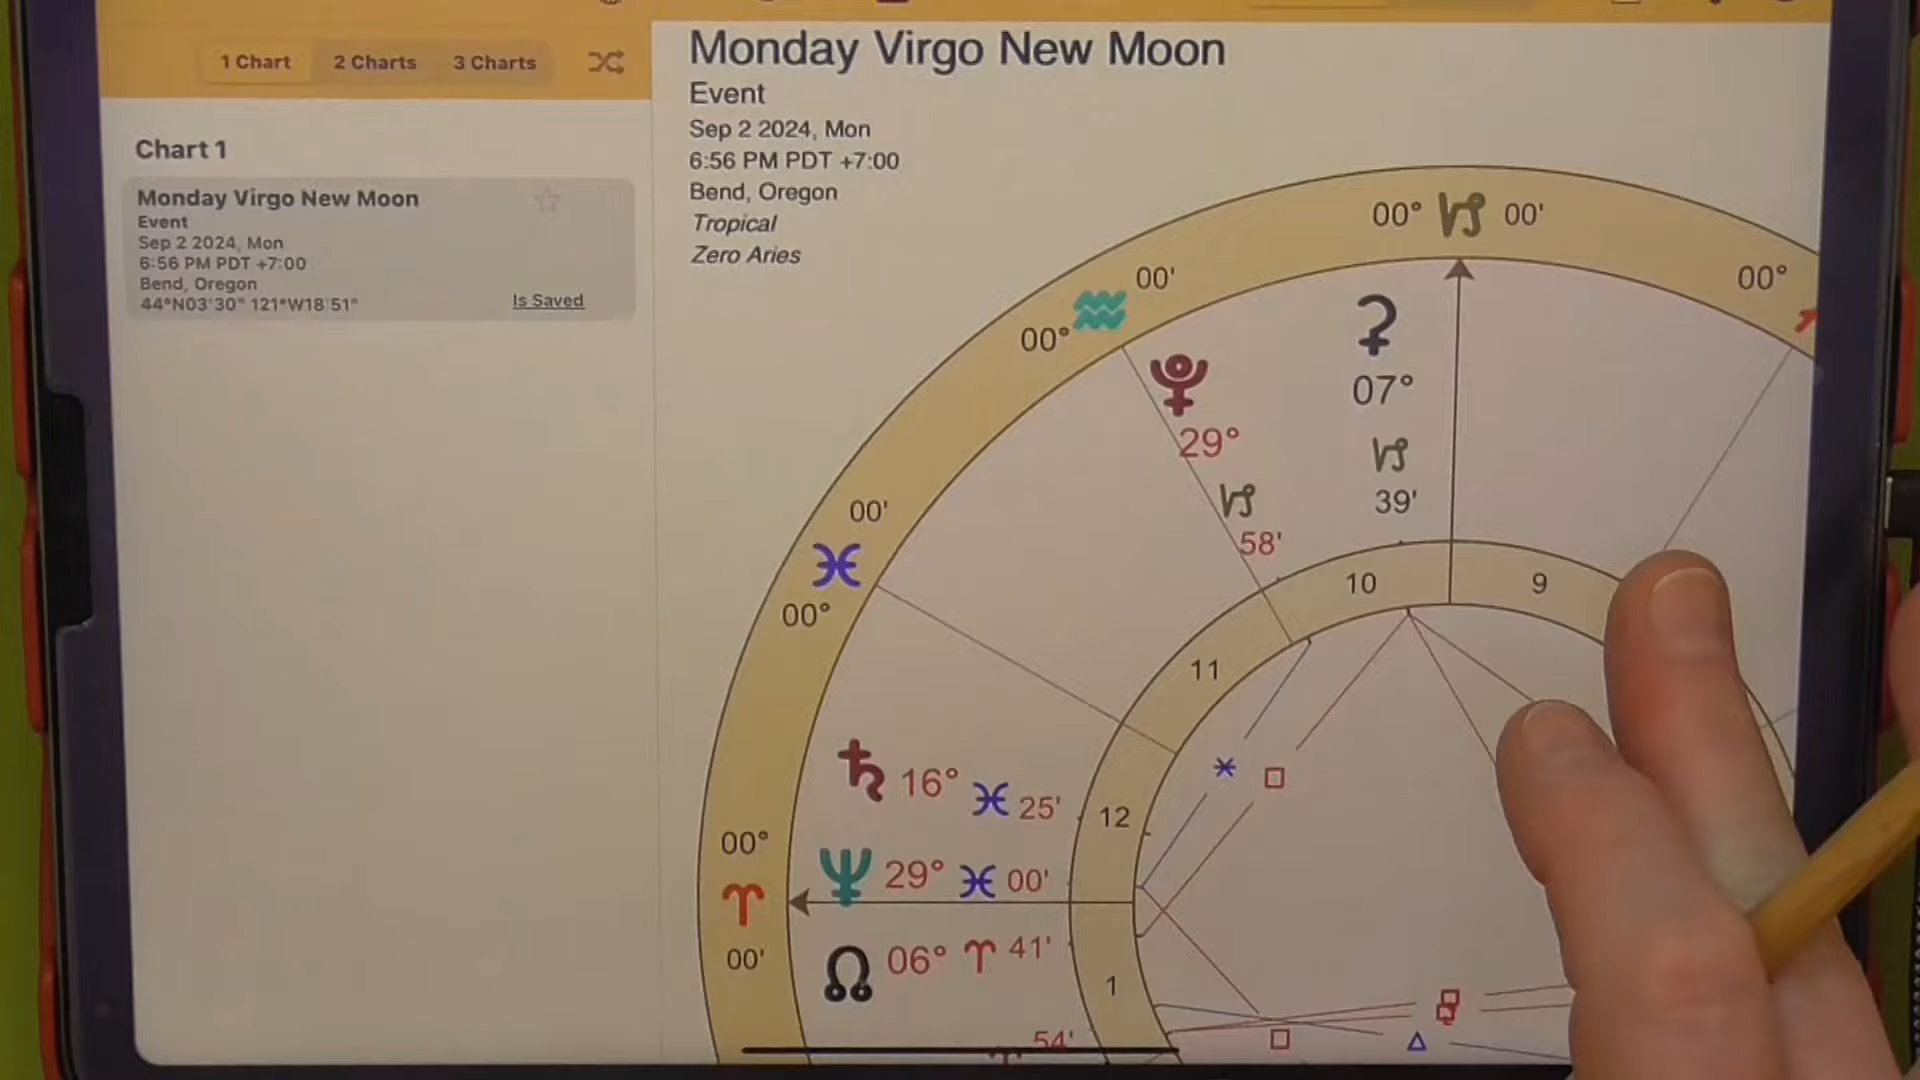 1 Chart
2 Charts
3 Charts
Chart 1
Monday Virgo New Moon
Event
Sep 2 2024, Mon
6:56 PM PDT +7:00
Bend, Oregon
44°N03'30" 121°W18'51"
Is Saved
Monday Virgo New Moon
Event
Sep 2 2024, Mon
6:56 PM PDT +7:00
Bend, Oregon
Tropical
Zero Aries
00° ♑ 00'
00°
00° ♒ 00'
♇ 29° ♑ 58'
⚳ 07° ♑ 39'
00° ♓ 00'
10
9
11
12
1
♄ 16° ♓ 25'
♆ 29° ♓ 00'
00° ♈ 00'
☊ 06° ♈ 41'
54'